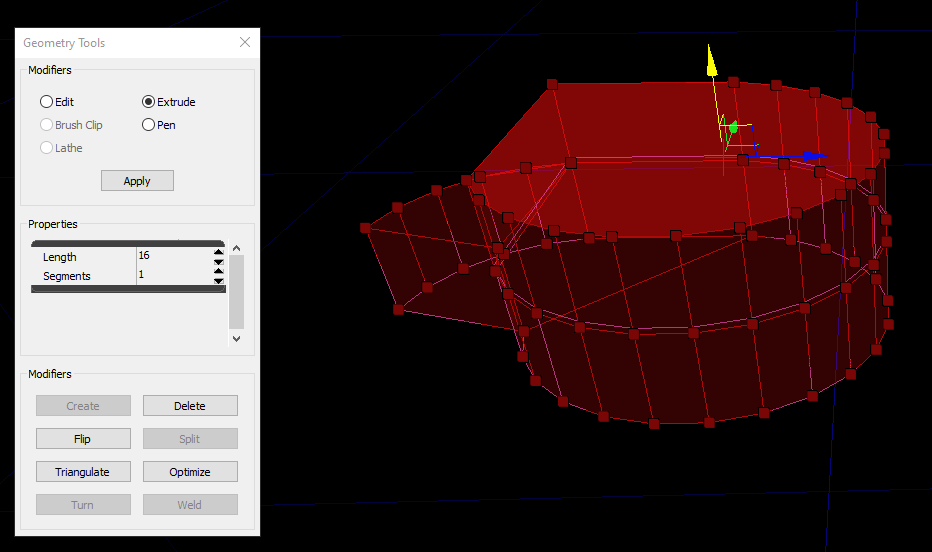 Geometry Tools
Modifiers
Edit Extrude
Brush Clip Pen
Lathe
Apply
Properties
Length 16
Segments 1
Modifiers
Create Delete
Flip Split
Triangulate Optimize
Turn Weld